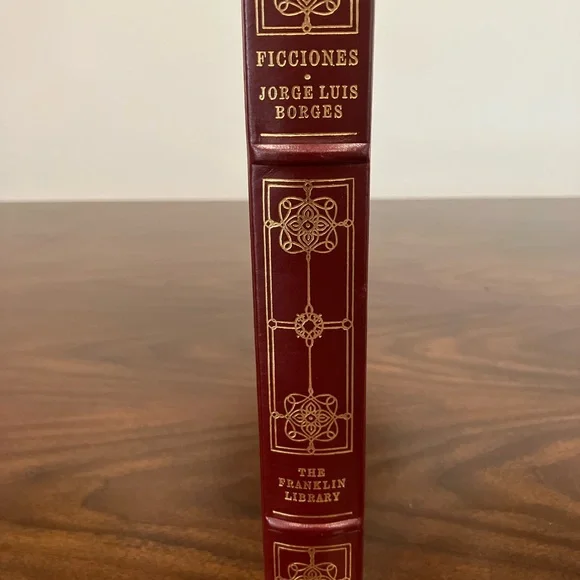 FICCIONES
JORGE LUIS
BORGES
THE
FRANKLIN
LIBRARY